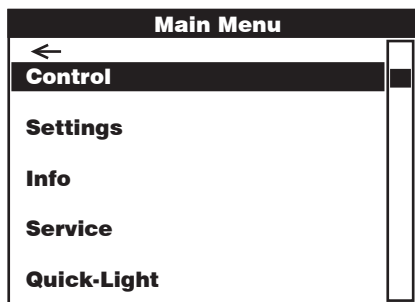 Main Menu
Control
Settings
Info
Service
Quick-Light